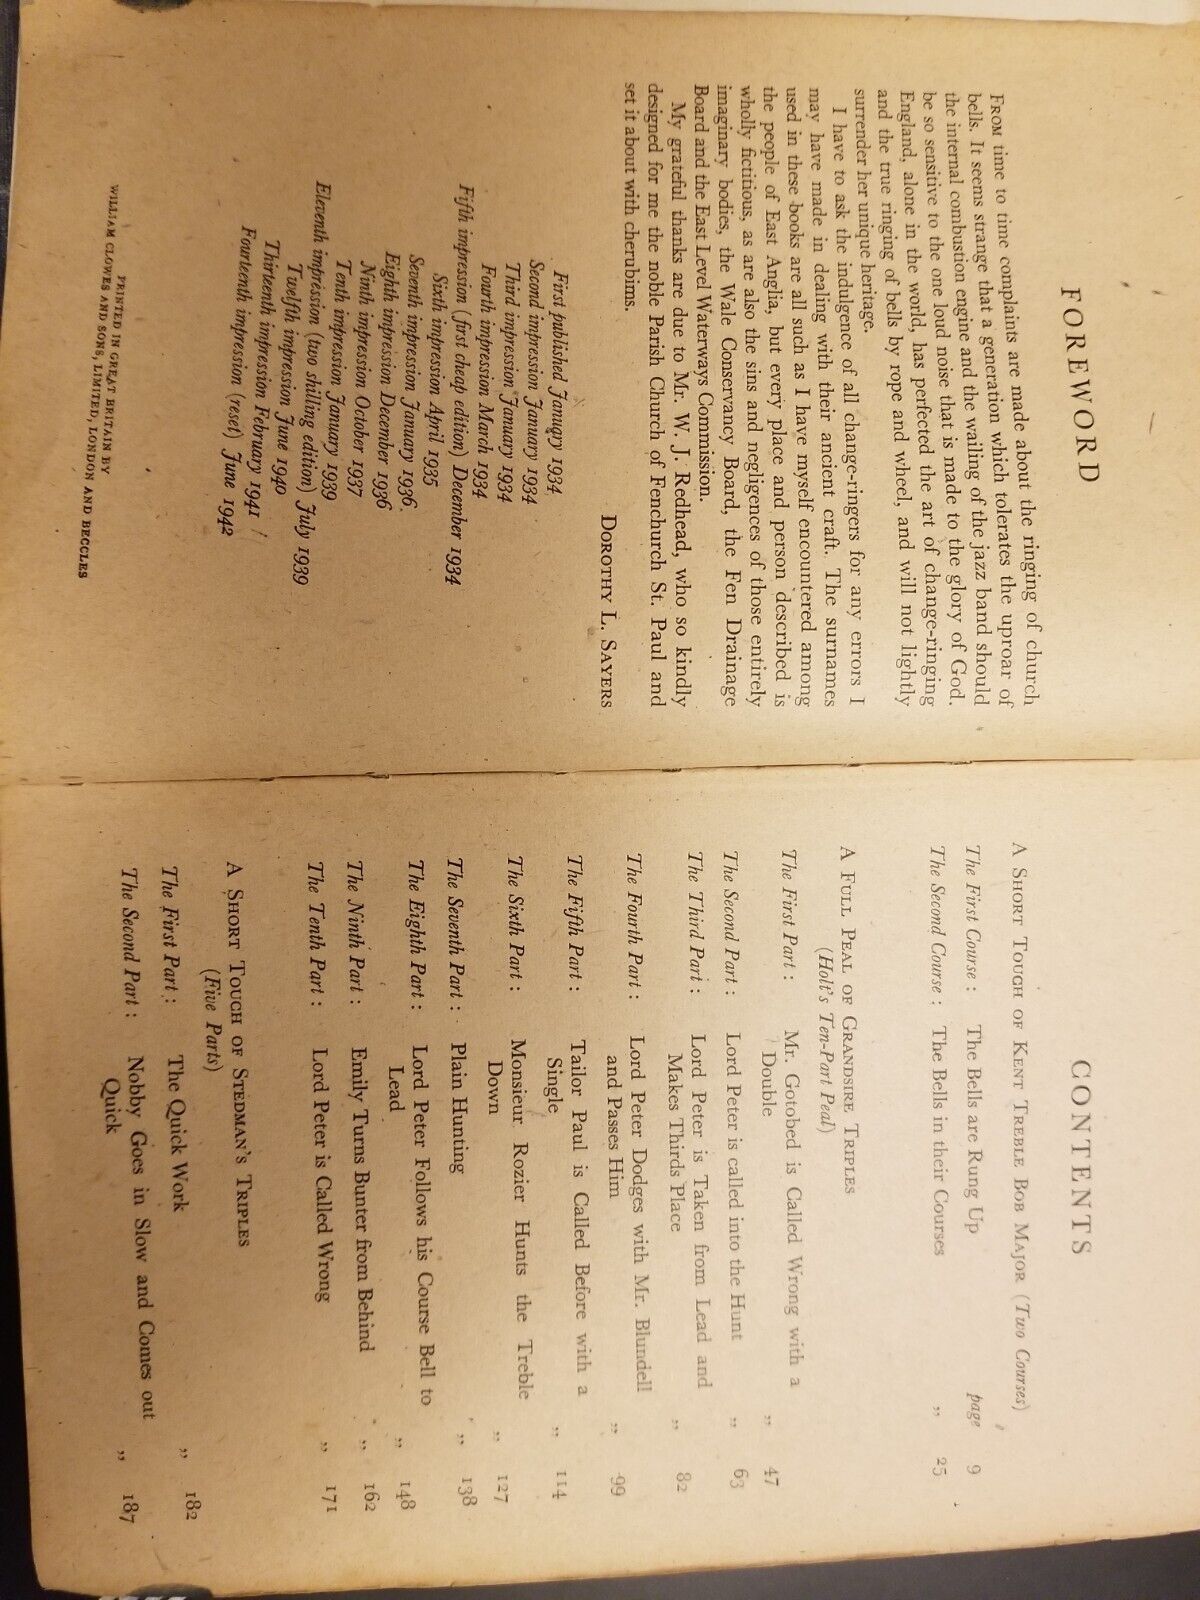 FOREWORD
FROM time to time complaints are made about the ringing of church
bells. It seems strange that a generation which tolerates the uproar of
the internal combustion engine and the wailing of the jazz band should
be so sensitive to the one loud noise that is made to the glory of God.
England, alone in the world, has perfected the art of change-ringing
and the true ringing of bells by rope and wheel, and will not lightly
surrender her unique heritage.
I have to ask the indulgence of all change-ringers for any errors I
may have made in dealing with their ancient craft. The surnames
used in these books are all such as I have myself encountered among
the people of East Anglia, but every place and person described is
wholly fictitious, as are also the sins and negligences of those entirely
imaginary bodies, the Wale Conservancy Board, the Fen Drainage
Board and the East Level Waterways Commission.
My grateful thanks are due to Mr. W. J. Redhead, who so kindly
designed for me the noble Parish Church of Fenchurch St. Paul and
set it about with cherubims.
DOROTHY L. SAYERS
First published January 1934
Second impression January 1934
Third impression January 1934
Fourth impression March 1934
Fifth impression (first cheap edition) December 1934
Sixth impression April 1935
Seventh impression January 1936
Eighth impression December 1936
Ninth impression October 1937
Tenth impression January 1939
Eleventh impression (two shilling edition) July 1939
Twelfth impression June 1940
Thirteenth impression February 1941
Fourteenth impression (reset) June 1942
PRINTED IN GREAT BRITAIN BY
WILLIAM CLOWES AND SONS, LIMITED, LONDON AND BECCLES
CONTENTS
A SHORT TOUCH OF KENT TREBLE BOB MAJOR (Two Courses)
The First Course : The Bells are Rung Up page 9
The Second Course : The Bells in their Courses ,, 25
A FULL PEAL OF GRANDSIRE TRIPLES
(Holt's Ten-Part Peal)
The First Part : Mr. Gotobed is Called Wrong with a
Double ,, 47
The Second Part : Lord Peter is called into the Hunt ,, 63
The Third Part : Lord Peter is Taken from Lead and
Makes Thirds Place ,, 82
The Fourth Part : Lord Peter Dodges with Mr. Blundell
and Passes Him ,, 99
The Fifth Part : Tailor Paul is Called Before with a
Single ,, 114
The Sixth Part : Monsieur Rozier Hunts the Treble
Down ,, 127
The Seventh Part : Plain Hunting ,, 138
The Eighth Part : Lord Peter Follows his Course Bell to
Lead ,, 148
The Ninth Part : Emily Turns Bunter from Behind ,, 162
The Tenth Part : Lord Peter is Called Wrong ,, 171
A SHORT TOUCH OF STEDMAN'S TRIPLES
(Five Parts)
The First Part : The Quick Work ,, 182
The Second Part : Nobby Goes in Slow and Comes out
Quick ,, 187